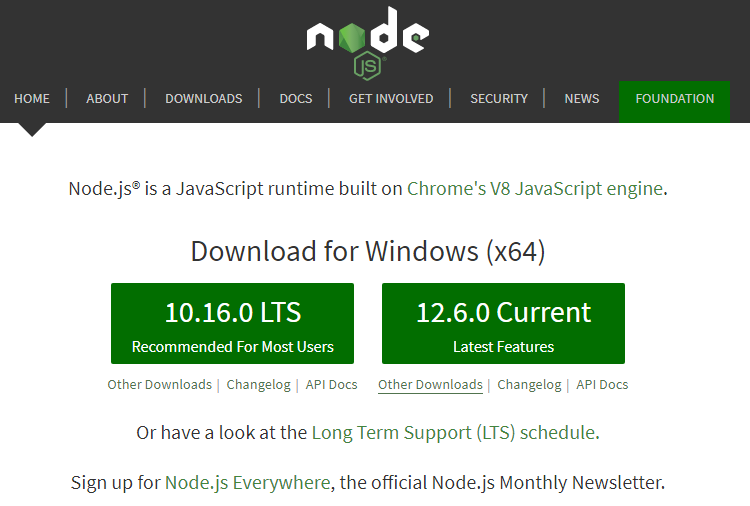 node
JS®
HOME | ABOUT | DOWNLOADS | DOCS | GET INVOLVED | SECURITY | NEWS FOUNDATION
Node.js® is a JavaScript runtime built on Chrome's V8 JavaScript engine.
Download for Windows (x64)
10.16.0 LTS 12.6.0 Current
Recommended For Most Users Latest Features
Other Downloads | Changelog | API Docs Other Downloads | Changelog | API Docs
Or have a look at the Long Term Support (LTS) schedule.
Sign up for Node.js Everywhere, the official Node.js Monthly Newsletter.